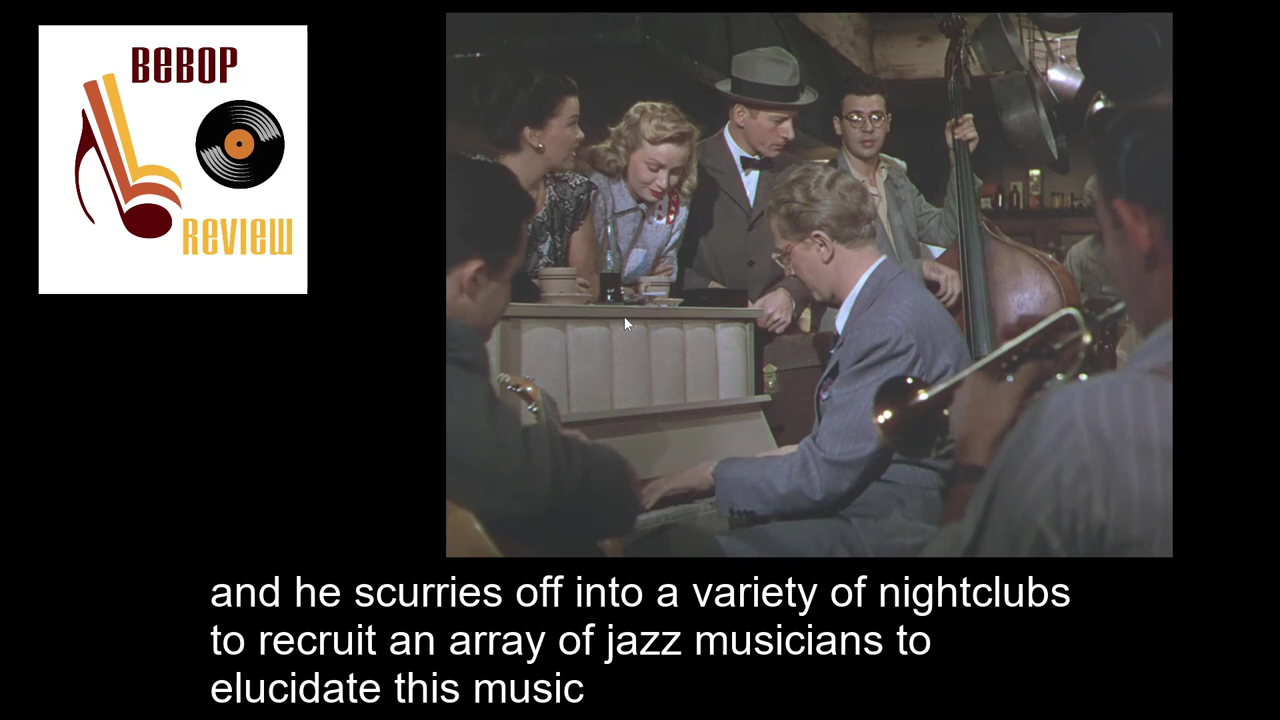 BEBOP
REVIEW
and he scurries off into a variety of nightclubs
to recruit an array of jazz musicians to
elucidate this music